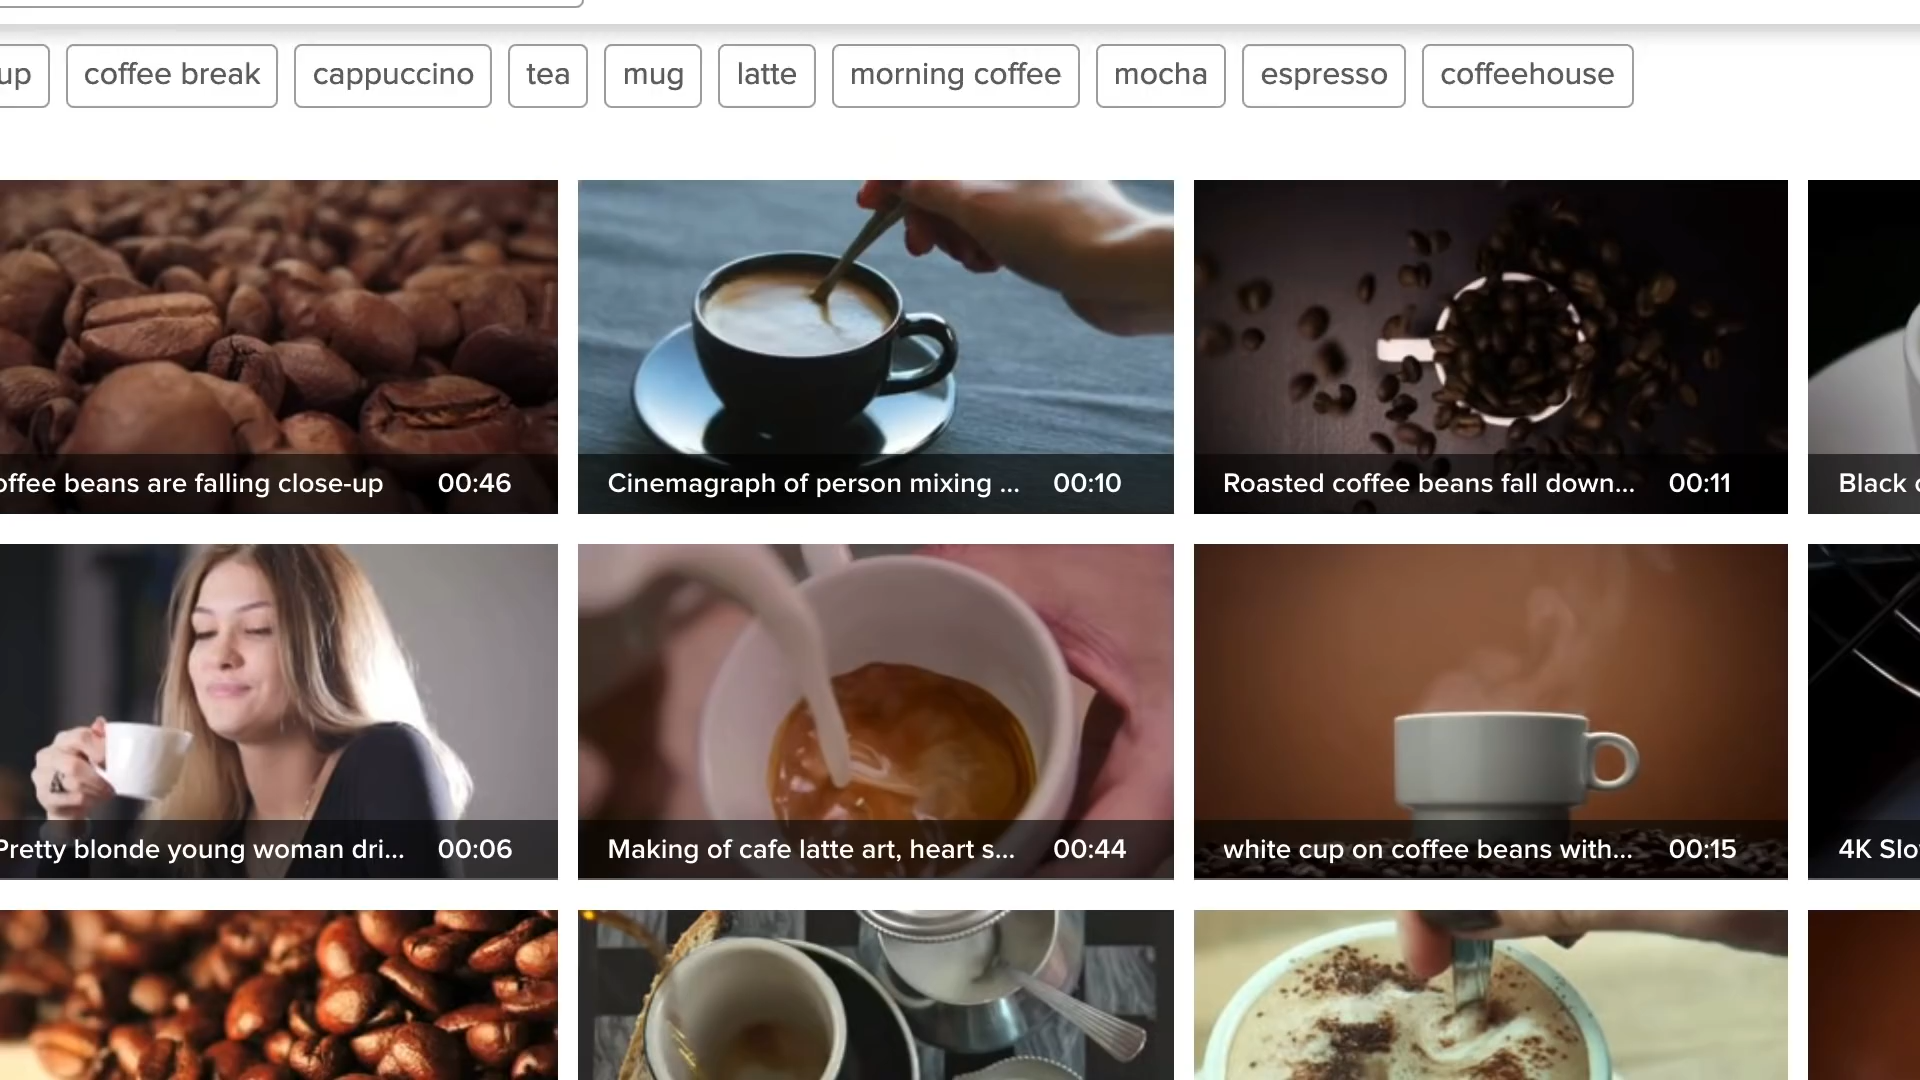 up coffee break cappuccino tea mug latte morning coffee mocha espresso coffeehouse
offee beans are falling close-up 00:46
Cinemagraph of person mixing ... 00:10
Roasted coffee beans fall down... 00:11
Black
Pretty blonde young woman dri... 00:06
Making of cafe latte art, heart s... 00:44
white cup on coffee beans with... 00:15
4K Slo